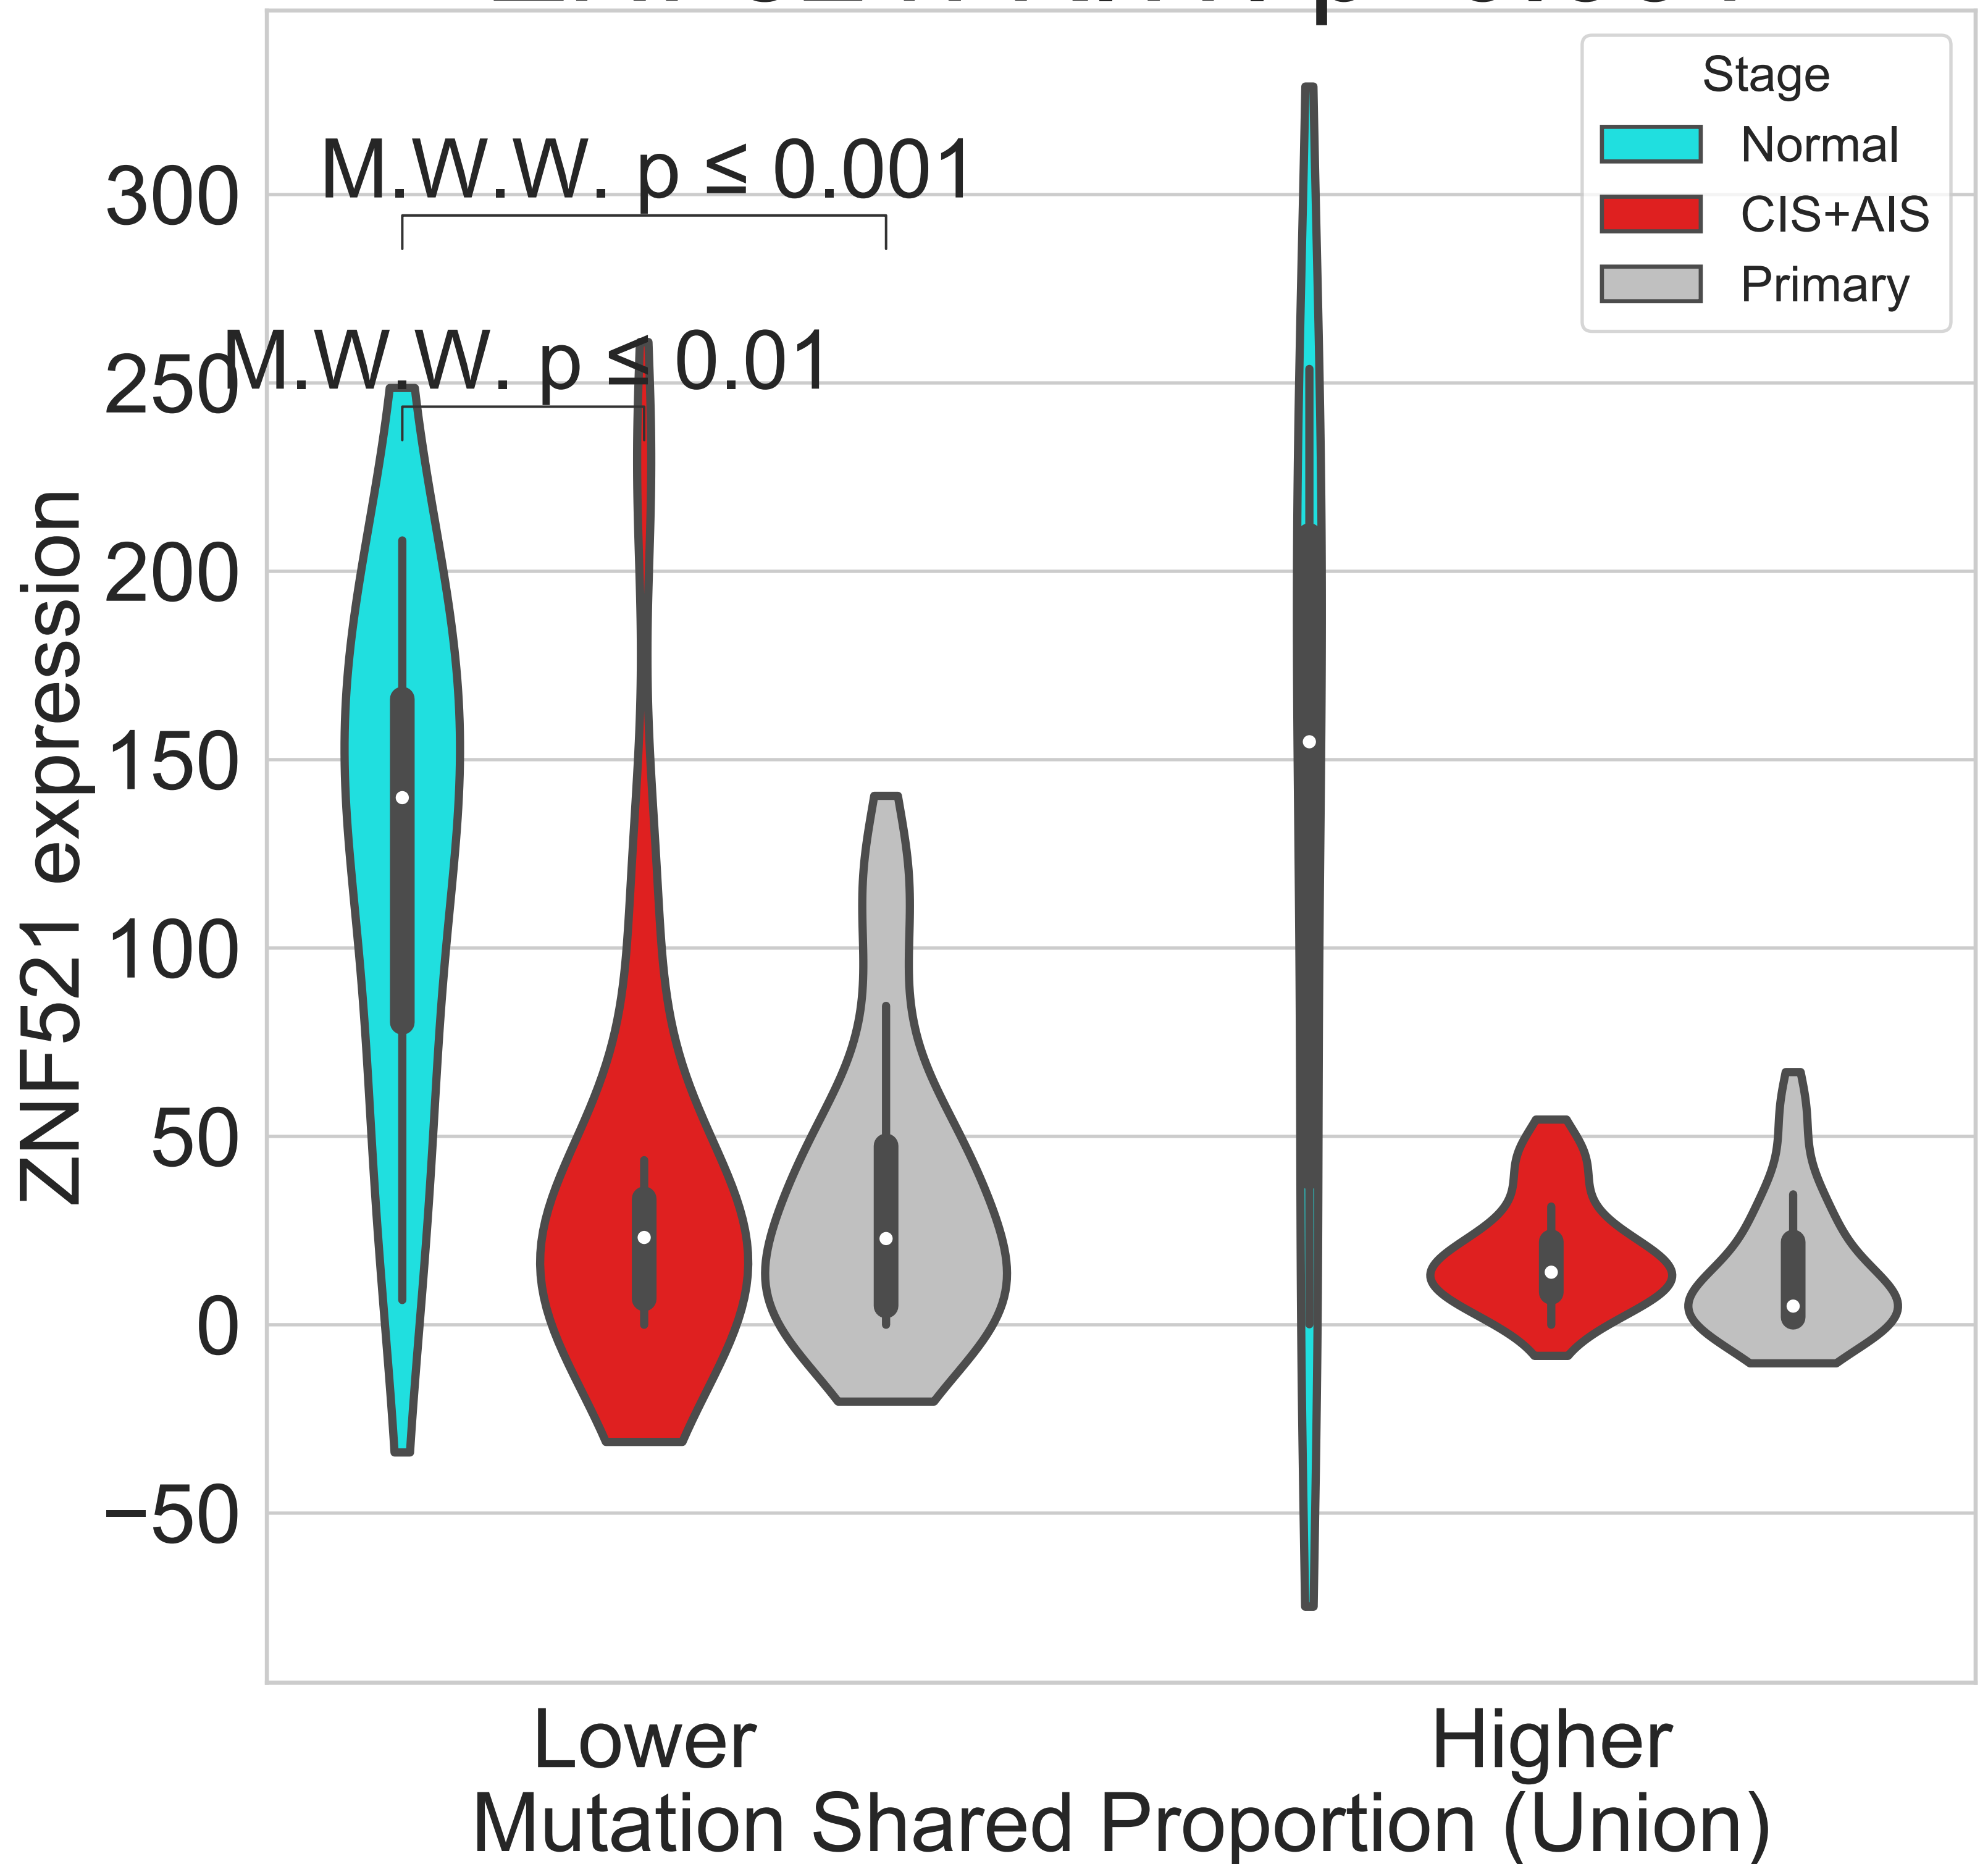 Stage
Normal
CIS+AIS
Primary
M.W.W. p ≤ 0.001
M.W.W. p ≤ 0.01
300
250
200
150
100
50
0
−50
ZNF521 expression
Lower
Higher
Mutation Shared Proportion (Union)